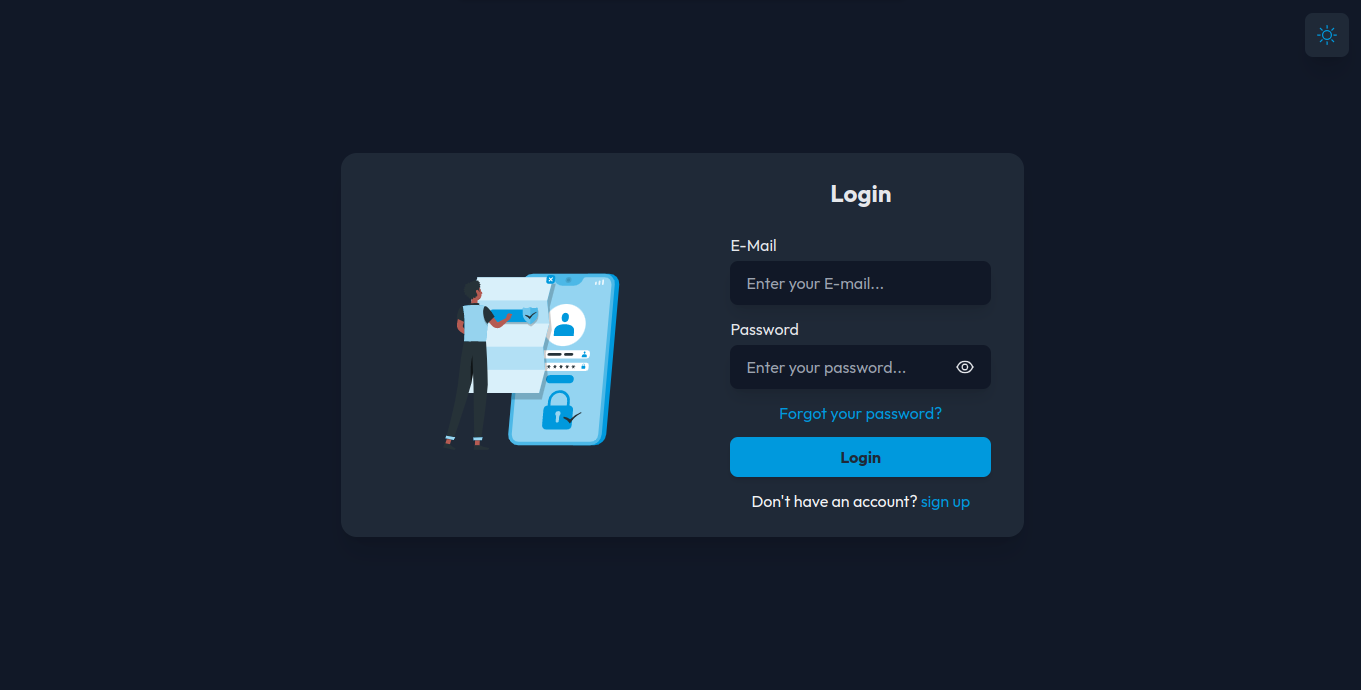 Login
E-Mail
Enter your E-mail...
Password
Enter your password...
Forgot your password?
Login
Don't have an account? sign up